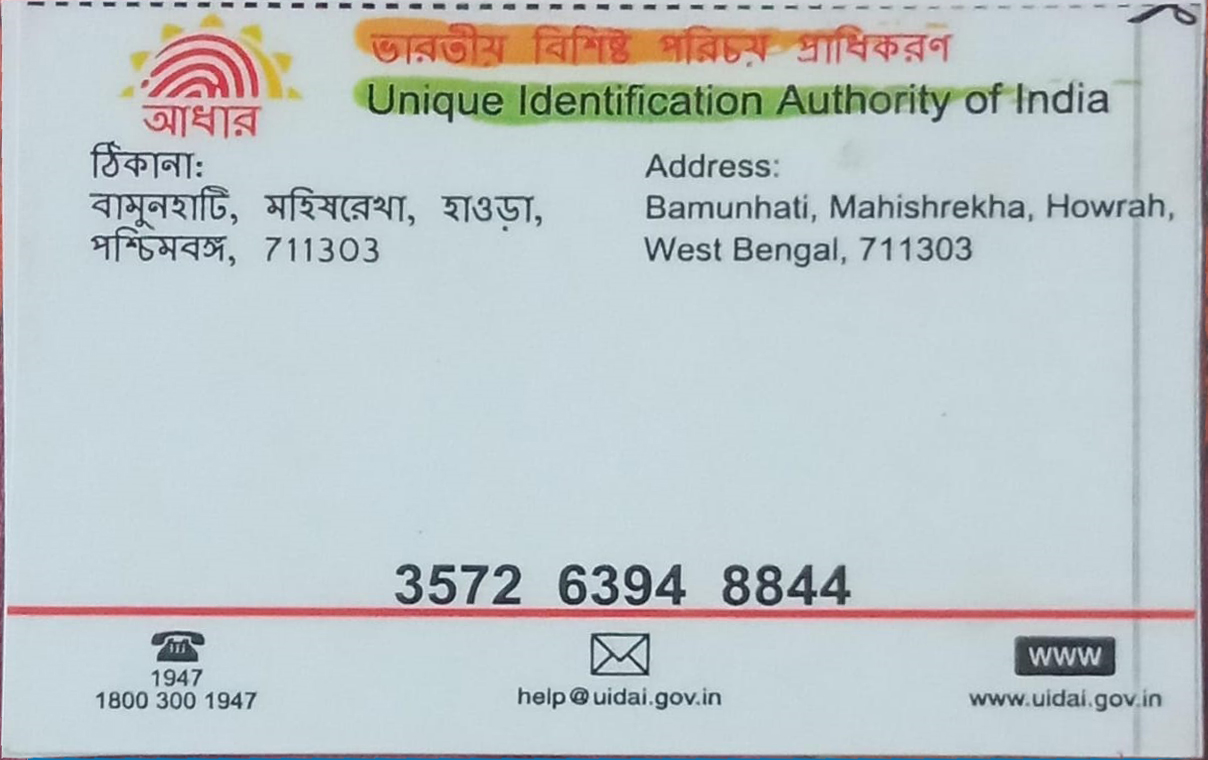 ভারতীয় বিশিষ্ট পরিচয় প্রাধিকরণ
Unique Identification Authority of India
আধার
ঠিকানা:
বামুনহাটি, মহিষরেখা, হাওড়া,
পশ্চিমবঙ্গ, 711303
Address:
Bamunhati, Mahishrekha, Howrah,
West Bengal, 711303
3572 6394 8844
1947
1800 300 1947
help@uidai.gov.in
www
www.uidai.gov.in